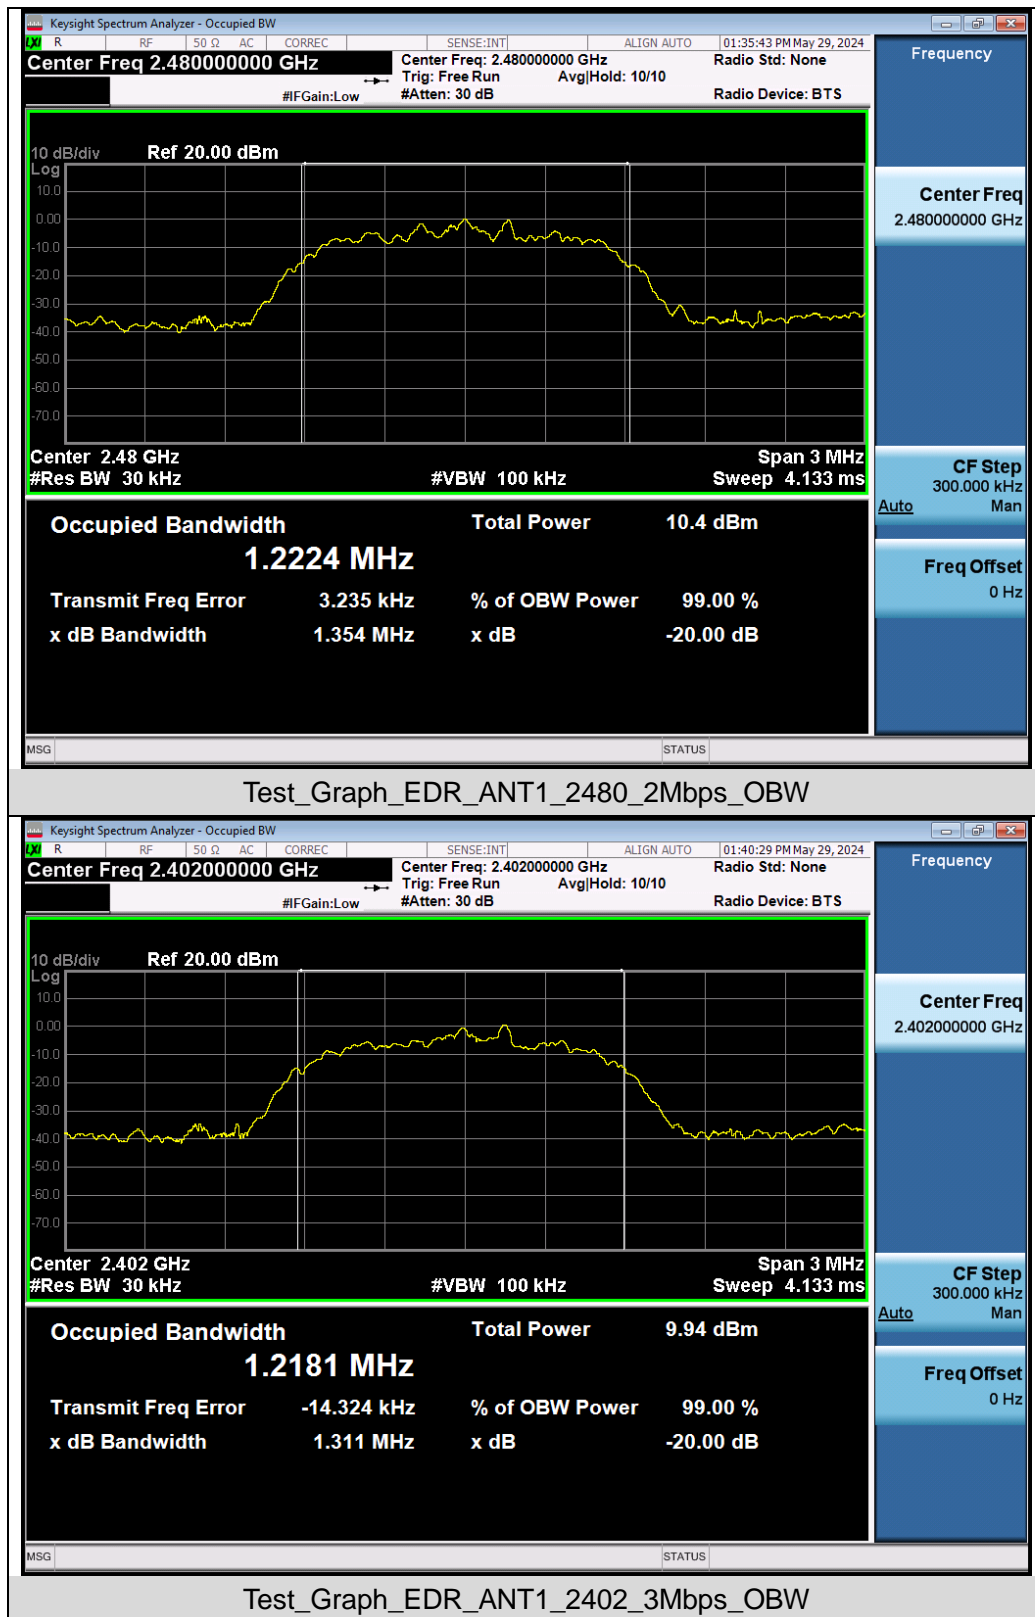 Keysight Spectrum Analyzer - Occupied BW
LXI R RF 50 Ω AC CORREC SENSE:INT ALIGN AUTO 01:35:43 PM May 29, 2024
Center Freq 2.480000000 GHz
Center Freq: 2.480000000 GHz Radio Std: None
Trig: Free Run Avg|Hold: 10/10
#IFGain:Low #Atten: 30 dB Radio Device: BTS
10 dB/div Ref 20.00 dBm
Log
10.0
0.00
-10.0
-20.0
-30.0
-40.0
-50.0
-60.0
-70.0
Center 2.48 GHz Span 3 MHz
#Res BW 30 kHz #VBW 100 kHz Sweep 4.133 ms
Occupied Bandwidth Total Power 10.4 dBm
1.2224 MHz
Transmit Freq Error 3.235 kHz % of OBW Power 99.00 %
x dB Bandwidth 1.354 MHz x dB -20.00 dB
MSG STATUS
Frequency
Center Freq
2.480000000 GHz
CF Step
300.000 kHz
Auto Man
Freq Offset
0 Hz
Test_Graph_EDR_ANT1_2480_2Mbps_OBW
Keysight Spectrum Analyzer - Occupied BW
LXI R RF 50 Ω AC CORREC SENSE:INT ALIGN AUTO 01:40:29 PM May 29, 2024
Center Freq 2.402000000 GHz
Center Freq: 2.402000000 GHz Radio Std: None
Trig: Free Run Avg|Hold: 10/10
#IFGain:Low #Atten: 30 dB Radio Device: BTS
10 dB/div Ref 20.00 dBm
Log
10.0
0.00
-10.0
-20.0
-30.0
-40.0
-50.0
-60.0
-70.0
Center 2.402 GHz Span 3 MHz
#Res BW 30 kHz #VBW 100 kHz Sweep 4.133 ms
Occupied Bandwidth Total Power 9.94 dBm
1.2181 MHz
Transmit Freq Error -14.324 kHz % of OBW Power 99.00 %
x dB Bandwidth 1.311 MHz x dB -20.00 dB
MSG STATUS
Frequency
Center Freq
2.402000000 GHz
CF Step
300.000 kHz
Auto Man
Freq Offset
0 Hz
Test_Graph_EDR_ANT1_2402_3Mbps_OBW